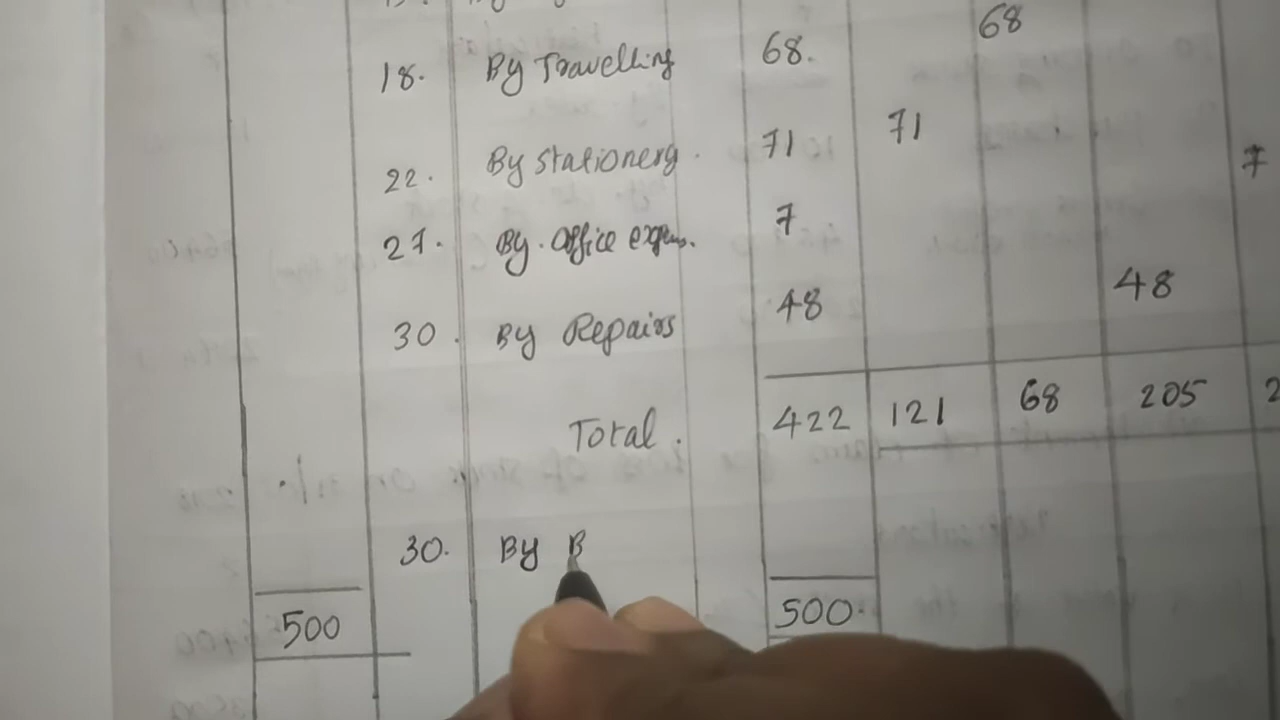 68
18. By Travelling 68.
22. By Stationery. 71 71
7
27. By. Office 7
30. By Repairs 48 48
Total. 422 121 68 205 2
30. By B
500 500.